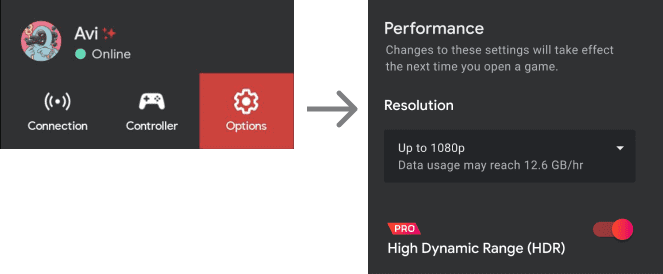 Avi
Online
Connection
Controller
Options
Performance
Changes to these settings will take effect
the next time you open a game.
Resolution
Up to 1080p
Data usage may reach 12.6 GB/hr
PRO
High Dynamic Range (HDR)